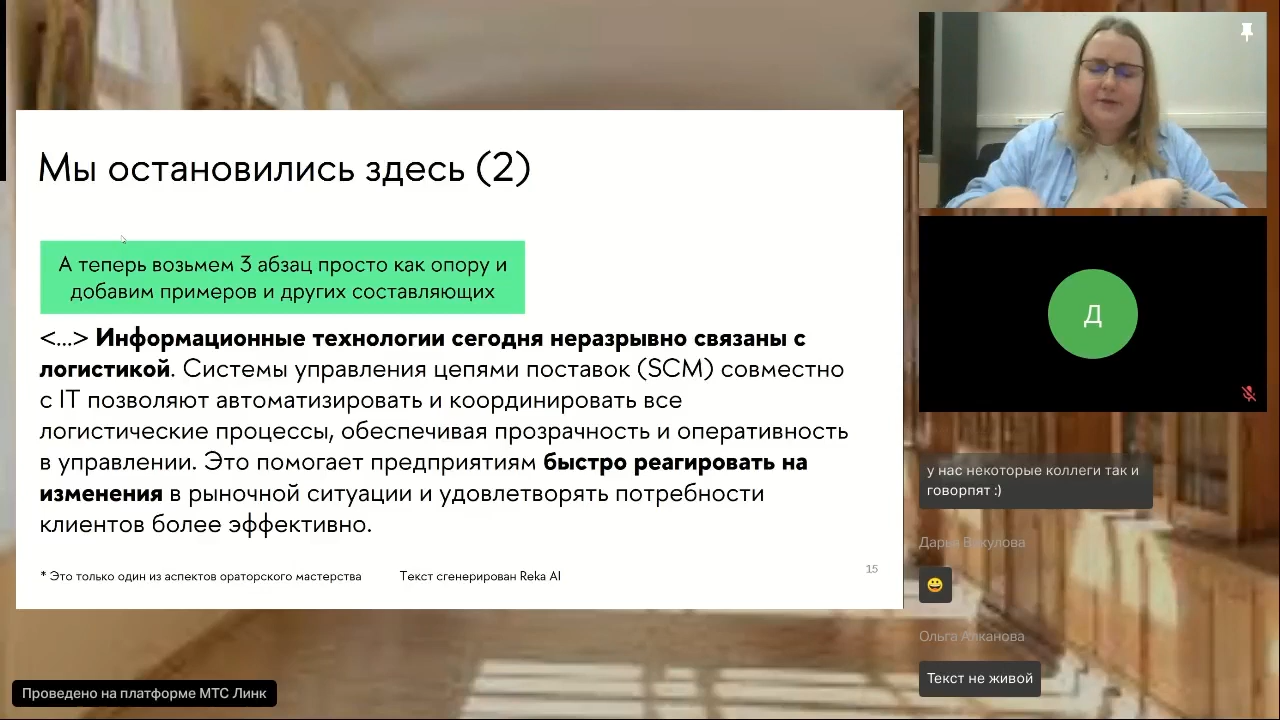 Мы остановились здесь (2)
А теперь возьмем 3 абзац просто как опору и
добавим примеров и других составляющих
<...> Информационные технологии сегодня неразрывно связаны с
логистикой. Системы управления цепями поставок (SCM) совместно
с IT позволяют автоматизировать и координировать все
логистические процессы, обеспечивая прозрачность и оперативность
в управлении. Это помогает предприятиям быстро реагировать на
изменения в рыночной ситуации и удовлетворять потребности
клиентов более эффективно.
* Это только один из аспектов ораторского мастерства
Текст сгенерирован Reka AI
15
Д
у нас некоторые коллеги так и
говорпят :)
Дарья Вакулова
😀
Ольга Алканова
Текст не живой
Проведено на платформе МТС Линк